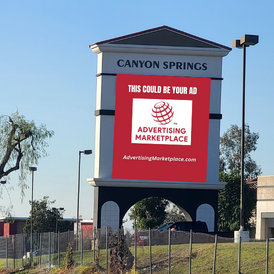 CANYON SPRINGS
THIS COULD BE YOUR AD
ADVERTISING
MARKETPLACE
AdvertisingMarketplace.com